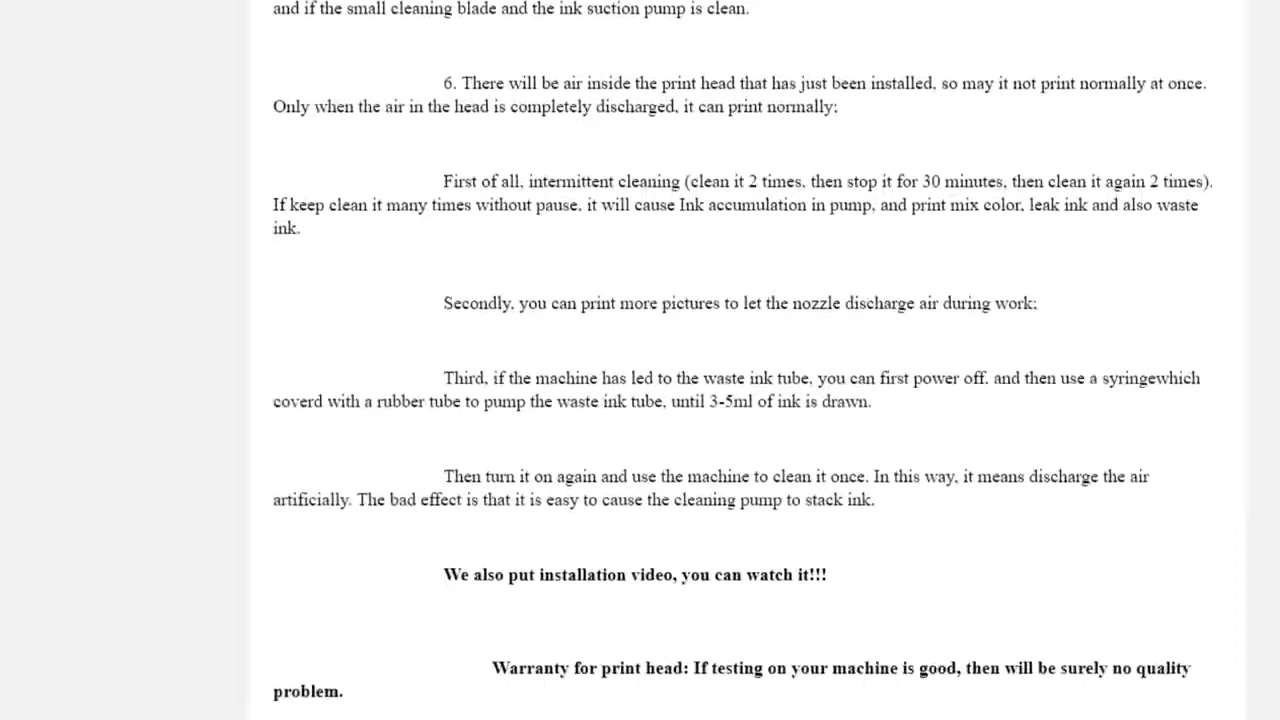 and if the small cleaning blade and the ink suction pump is clean.
6. There will be air inside the print head that has just been installed, so may it not print normally at once.
Only when the air in the head is completely discharged, it can print normally;
First of all, intermittent cleaning (clean it 2 times, then stop it for 30 minutes, then clean it again 2 times).
If keep clean it many times without pause, it will cause Ink accumulation in pump, and print mix color, leak ink and also waste
ink.
Secondly, you can print more pictures to let the nozzle discharge air during work;
Third, if the machine has led to the waste ink tube, you can first power off, and then use a syringewhich
coverd with a rubber tube to pump the waste ink tube, until 3-5ml of ink is drawn.
Then turn it on again and use the machine to clean it once. In this way, it means discharge the air
artificially. The bad effect is that it is easy to cause the cleaning pump to stack ink.
We also put installation video, you can watch it!!!
Warranty for print head: If testing on your machine is good, then will be surely no quality
problem.